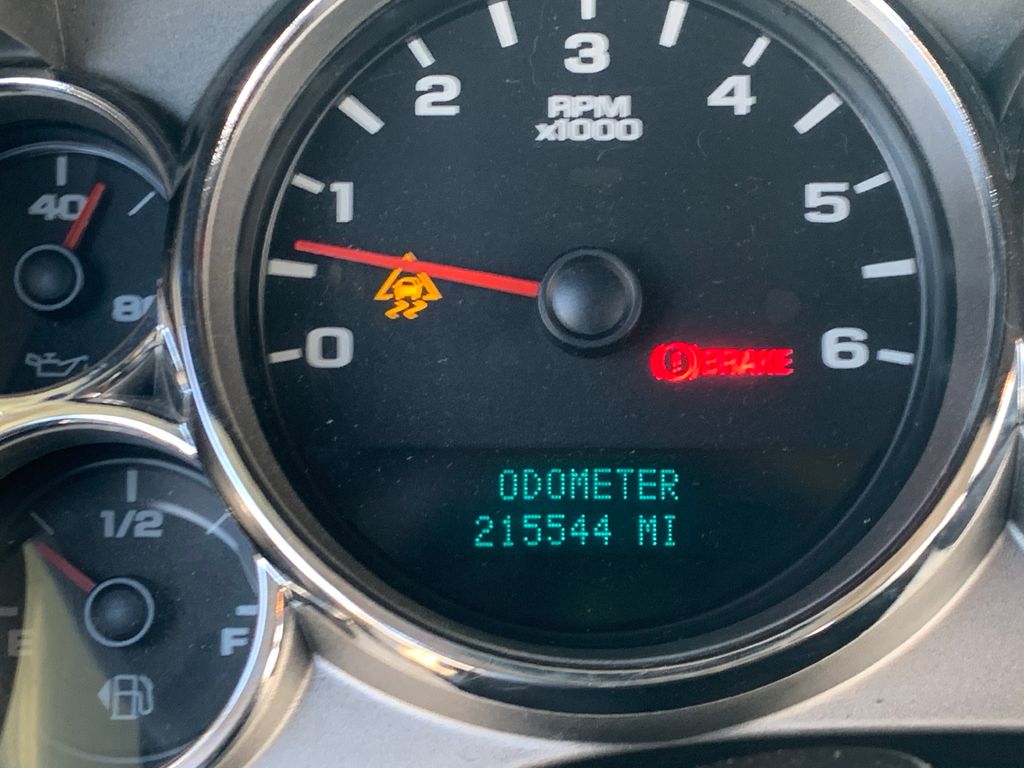 3
2
4
RPM
x1000
1
5
40
80
0
6
BRAKE
ODOMETER
215544 MI
1/2
E
F